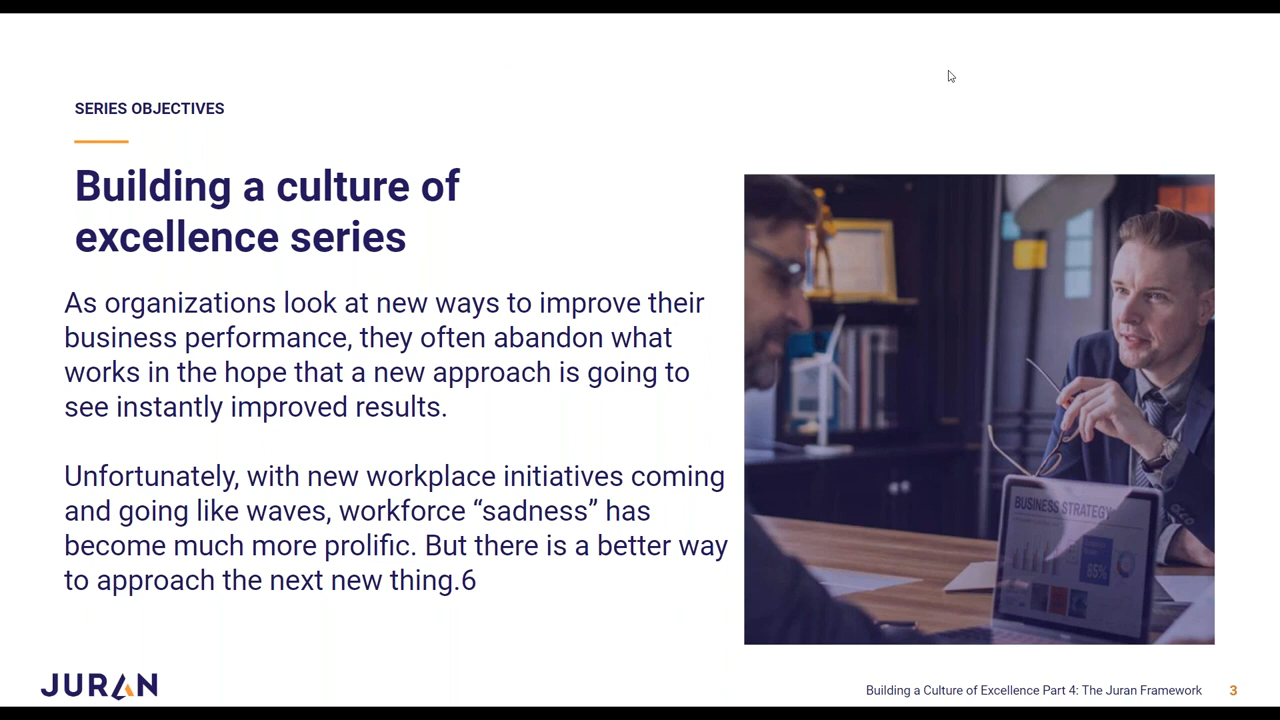 SERIES OBJECTIVES
Building a culture of
excellence series
As organizations look at new ways to improve their
business performance, they often abandon what
works in the hope that a new approach is going to
see instantly improved results.
Unfortunately, with new workplace initiatives coming
and going like waves, workforce “sadness” has
become much more prolific. But there is a better way
to approach the next new thing.6
BUSINESS STRATEGY
85%
JURAN
Building a Culture of Excellence Part 4: The Juran Framework
3